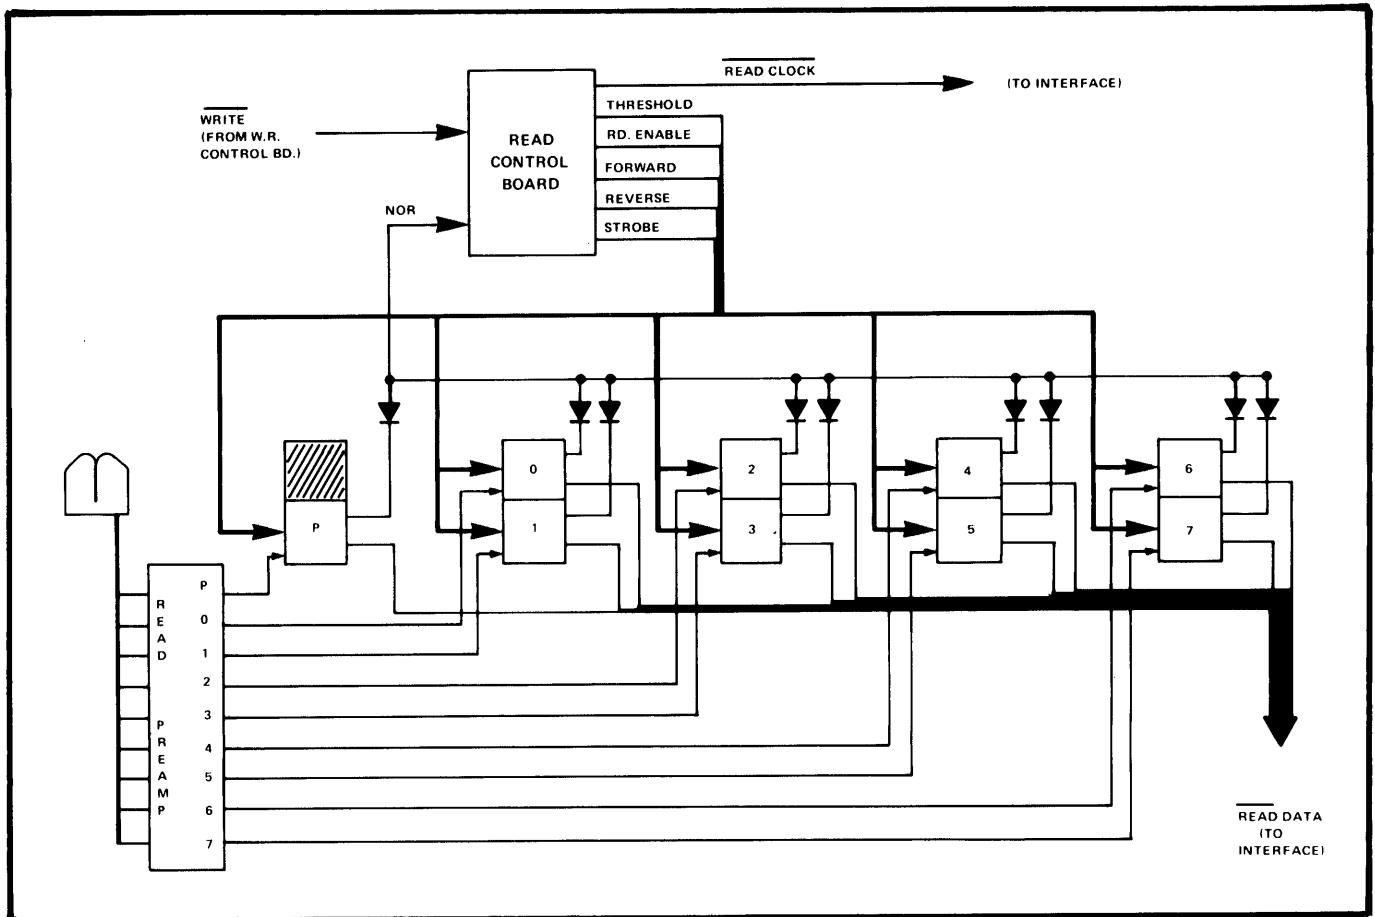 READ CLOCK
(TO INTERFACE)
WRITE
(FROM W.R.
CONTROL BD.)
READ
CONTROL
BOARD
THRESHOLD
RD. ENABLE
FORWARD
REVERSE
STROBE
NOR
P
0
1
2
3
4
5
6
7
READ
PREAMP
P
0
1
2
3
4
5
6
7
READ DATA
(TO
INTERFACE)